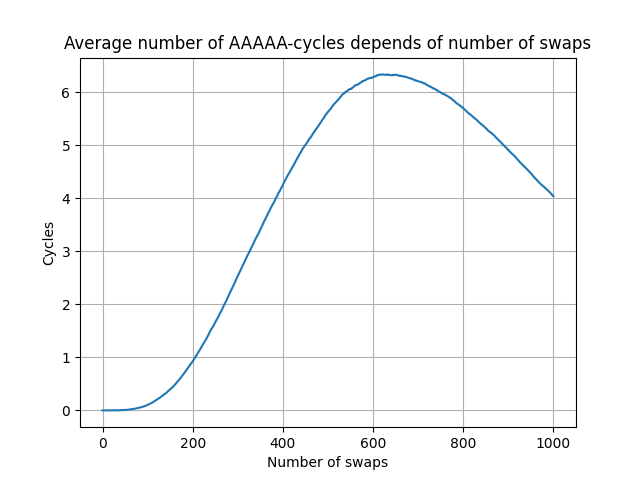 Average number of AAAAA-cycles depends of number of swaps
6
5
4
3
2
1
0
Cycles
0 200 400 600 800 1000
Number of swaps